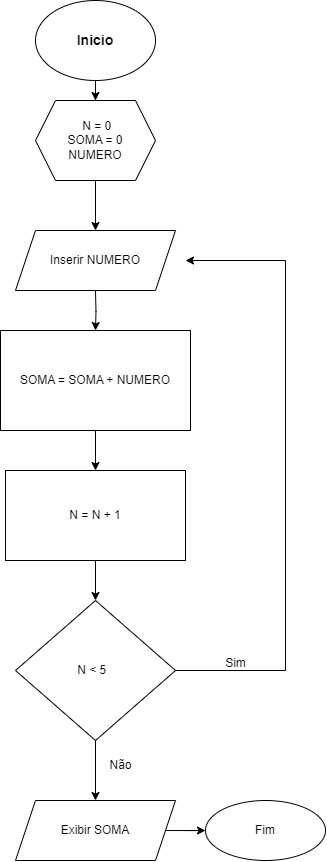 Inicio
N = 0
SOMA = 0
NUMERO
Inserir NUMERO
SOMA = SOMA + NUMERO
N = N + 1
N < 5
Sim
Não
Exibir SOMA
Fim